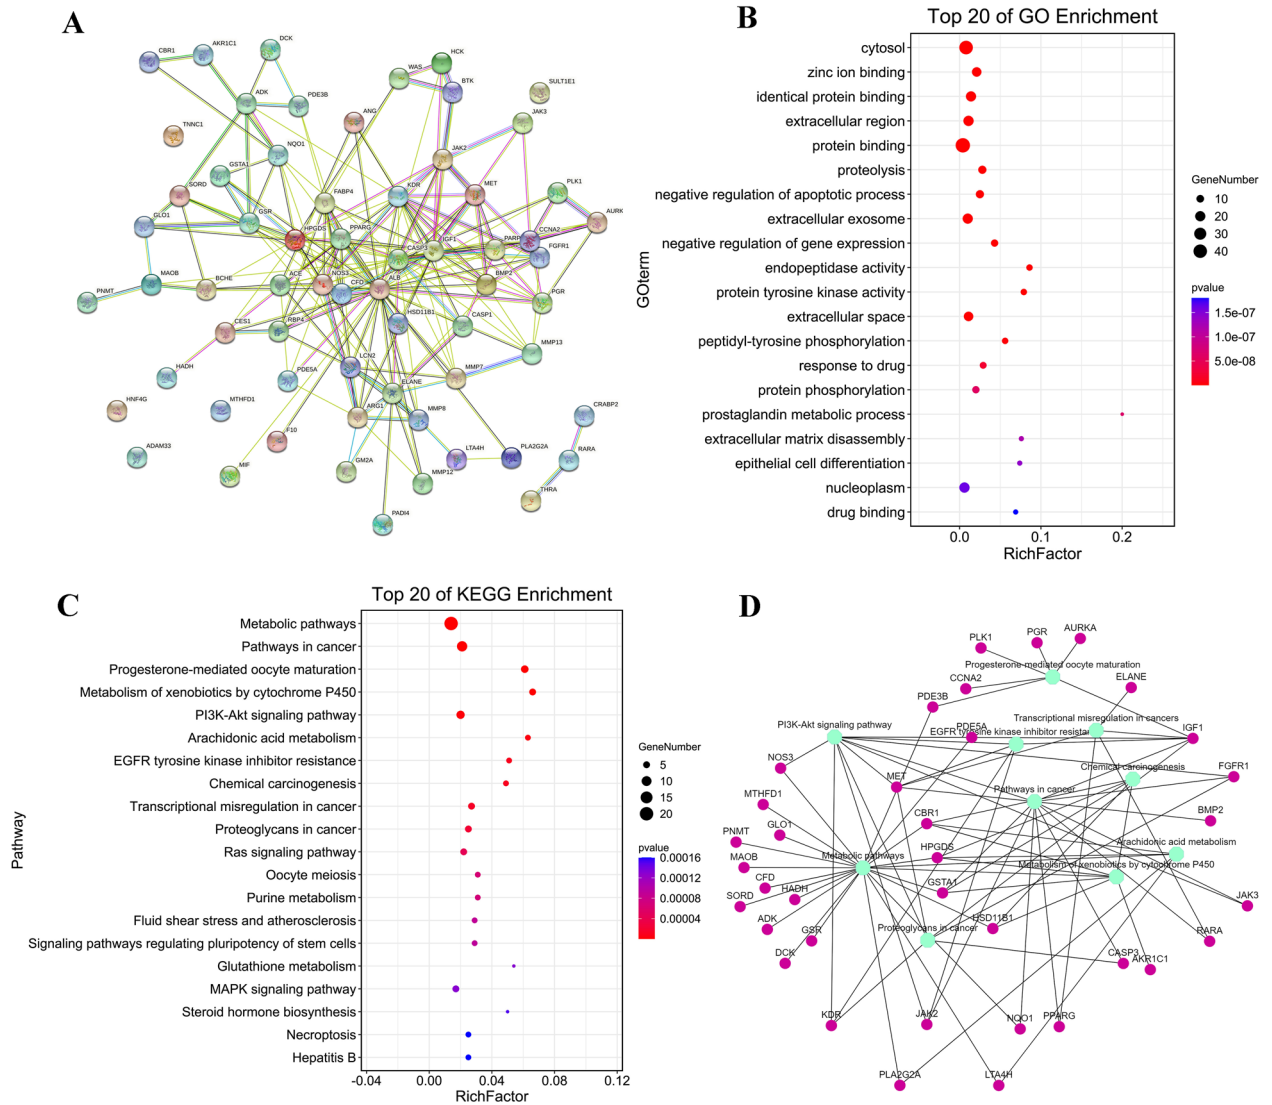 A
CBR1
AKR1C1
DCK
HCK
WAS
BTK
SULT1E1
ADK
PDE3B
ANG
JAK3
TNNC1
NQO1
JAK2
GSTA1
SORD
FABP4
KDR
MET
PLK1
GLO1
GSR
HPGDS
PPARG
IGF1
PARP
CCNA2
AURK
CASP3
FGFR1
MAOB
BCHE
ACE
NOS3
CFD
ALB
BMP2
PNMT
PGR
CES1
RBP4
HSD11B1
CASP1
MMP13
HADH
PDE5A
LCN2
MMP7
HNF4G
MTHFD1
ELANE
ARG1
MMP8
CRABP2
F10
ADAM33
MIF
GM2A
LTA4H
PLA2G2A
RARA
MMP12
THRA
PADI4
B
Top 20 of GO Enrichment
GOterm
cytosol
zinc ion binding
identical protein binding
extracellular region
protein binding
proteolysis
negative regulation of apoptotic process
extracellular exosome
negative regulation of gene expression
endopeptidase activity
protein tyrosine kinase activity
extracellular space
peptidyl-tyrosine phosphorylation
response to drug
protein phosphorylation
prostaglandin metabolic process
extracellular matrix disassembly
epithelial cell differentiation
nucleoplasm
drug binding
0.0 0.1 0.2
RichFactor
GeneNumber
10
20
30
40
pvalue
1.5e-07
1.0e-07
5.0e-08
C
Top 20 of KEGG Enrichment
Pathway
Metabolic pathways
Pathways in cancer
Progesterone-mediated oocyte maturation
Metabolism of xenobiotics by cytochrome P450
PI3K-Akt signaling pathway
Arachidonic acid metabolism
EGFR tyrosine kinase inhibitor resistance
Chemical carcinogenesis
Transcriptional misregulation in cancer
Proteoglycans in cancer
Ras signaling pathway
Oocyte meiosis
Purine metabolism
Fluid shear stress and atherosclerosis
Signaling pathways regulating pluripotency of stem cells
Glutathione metabolism
MAPK signaling pathway
Steroid hormone biosynthesis
Necroptosis
Hepatitis B
-0.04 0.00 0.04 0.08 0.12
RichFactor
GeneNumber
5
10
15
20
pvalue
0.00016
0.00012
0.00008
0.00004
D
PLK1
PGR
AURKA
Progesterone-mediated oocyte maturation
CCNA2
ELANE
PDE3B
PI3K-Akt signaling pathway
PDE5A
Transcriptional misregulation in cancers
EGFR tyrosine kinase inhibitor resistan
IGF1
NOS3
MET
Chemical carcinogenesis
FGFR1
MTHFD1
Pathways in cancer
BMP2
GLO1
CBR1
PNMT
Arachidonic acid metabolism
MAOB
Metabolic pathways
HPGDS
Metabolism of xenobiotics by cytochrome P450
CFD
SORD
HADH
GSTA1
JAK3
ADK
GSR
Proteoglycans in cancer
HSD11B1
RARA
DCK
CASP3
AKR1C1
KDR
JAK2
NQO1
PPARG
PLA2G2A
LTA4H